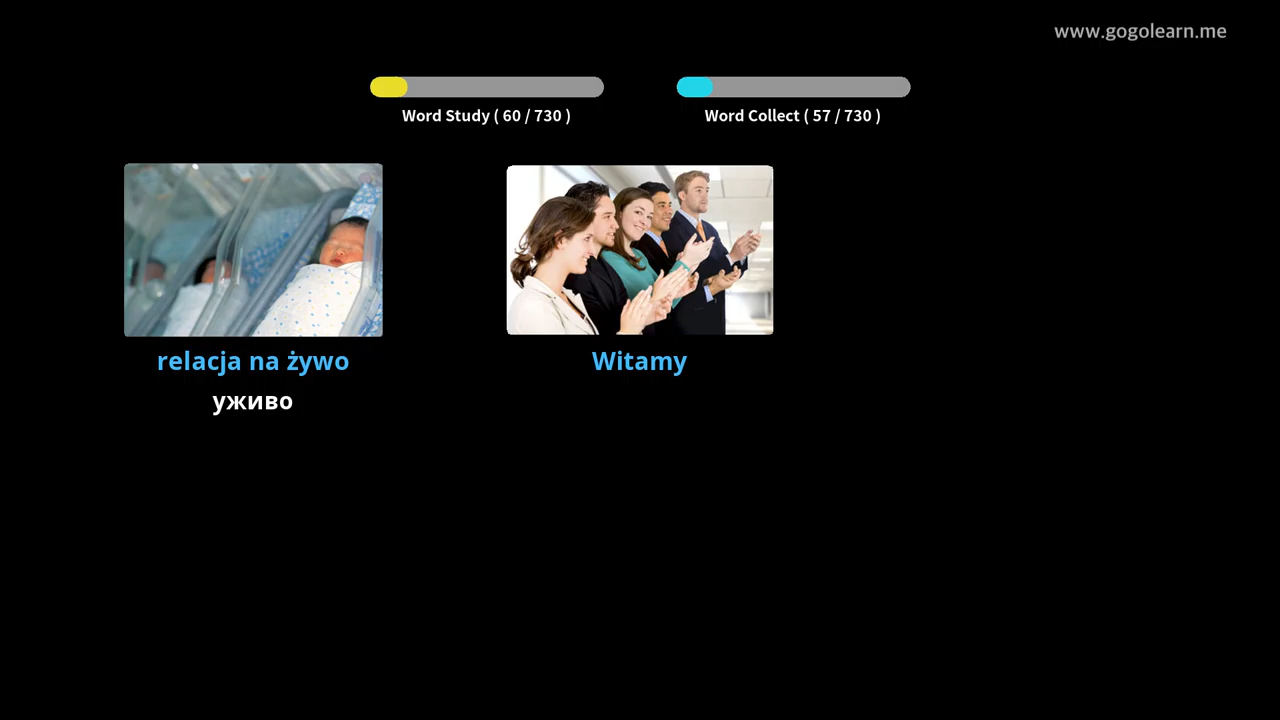 www.gogolearn.me
Word Study ( 60 / 730 )
Word Collect ( 57 / 730 )
relacja na żywo
уживо
Witamy